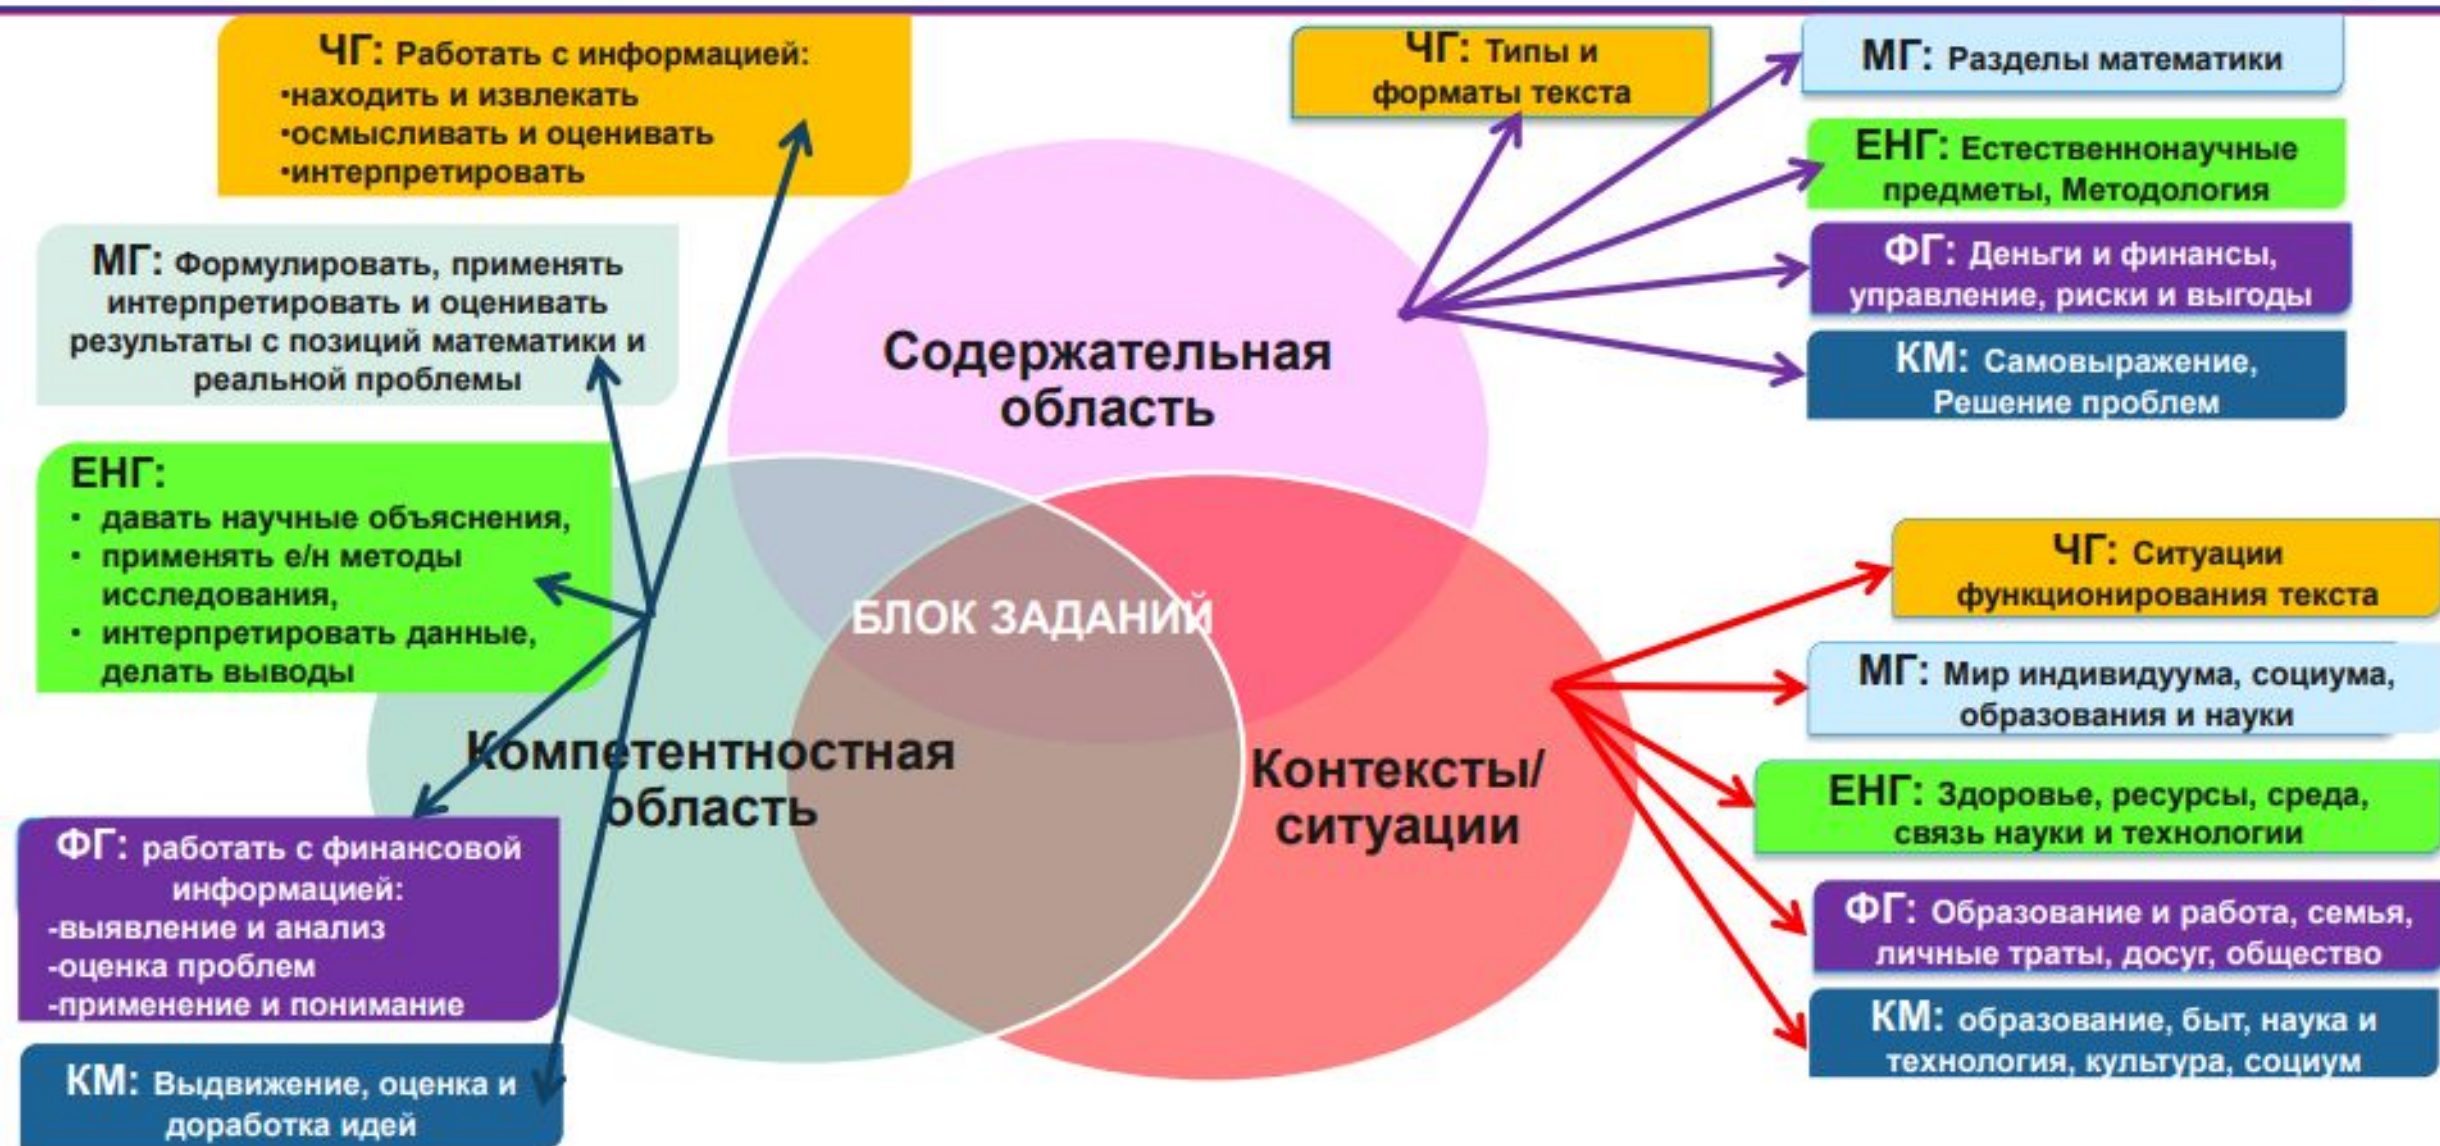 ЧГ: Работать с информацией:
•находить и извлекать
•осмысливать и оценивать
•интерпретировать
МГ: Формулировать, применять
интерпретировать и оценивать
результаты с позиций математики и
реальной проблемы
ЕНГ:
• давать научные объяснения,
• применять е/н методы
исследования,
• интерпретировать данные,
делать выводы
ФГ: работать с финансовой
информацией:
-выявление и анализ
-оценка проблем
-применение и понимание
КМ: Выдвижение, оценка и
доработка идей
Содержательная
область
БЛОК ЗАДАНИЙ
Компетентностная
область
Контексты/
ситуации
ЧГ: Типы и
форматы текста
МГ: Разделы математики
ЕНГ: Естественнонаучные
предметы, Методология
ФГ: Деньги и финансы,
управление, риски и выгоды
КМ: Самовыражение,
Решение проблем
ЧГ: Ситуации
функционирования текста
МГ: Мир индивидуума, социума,
образования и науки
ЕНГ: Здоровье, ресурсы, среда,
связь науки и технологии
ФГ: Образование и работа, семья,
личные траты, досуг, общество
КМ: образование, быт, наука и
технология, культура, социум